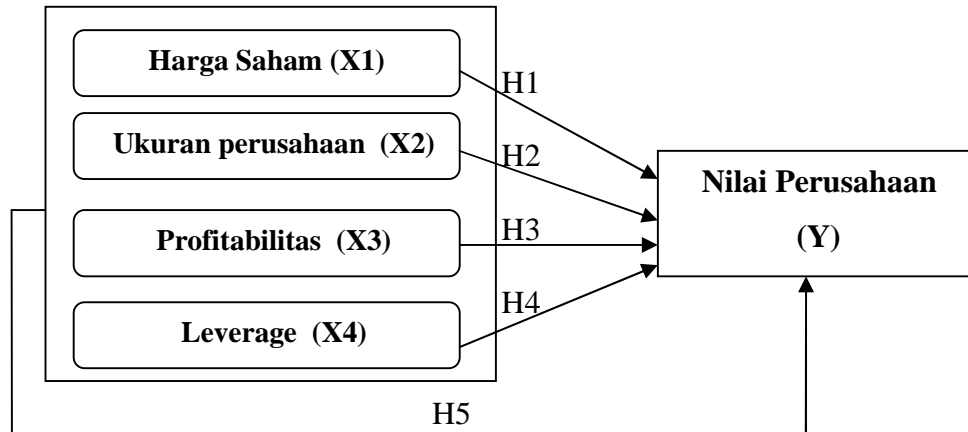 Harga Saham (X1)
H1
Ukuran perusahaan (X2)
H2
Nilai Perusahaan
(Y)
Profitabilitas (X3)
H3
Leverage (X4)
H4
H5